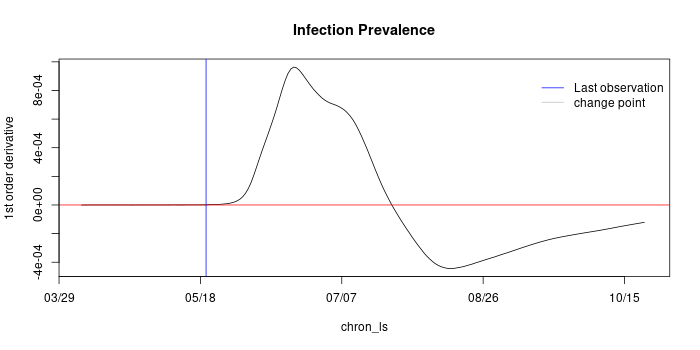 Infection Prevalence
1st order derivative
8e-04
4e-04
0e+00
-4e-04
Last observation
change point
03/29
05/18
07/07
08/26
10/15
chron_ls